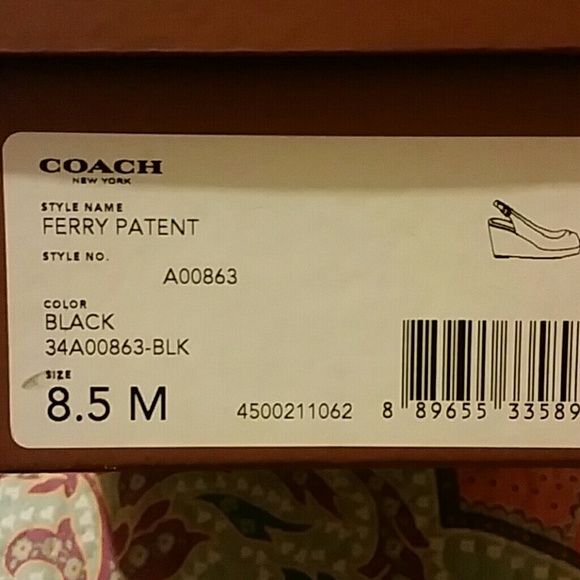 COACH
NEW YORK
STYLE NAME
FERRY PATENT
STYLE NO.
A00863
COLOR
BLACK
34A00863-BLK
SIZE
8.5 M
4500211062
8 89655 33589